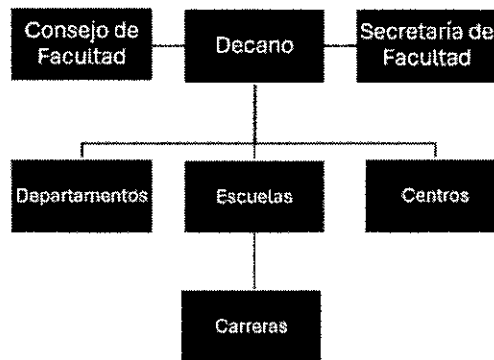 Consejo de
Facultad
Decano
Secretaría de
Facultad
Departamentos
Escuelas
Centros
Carreras